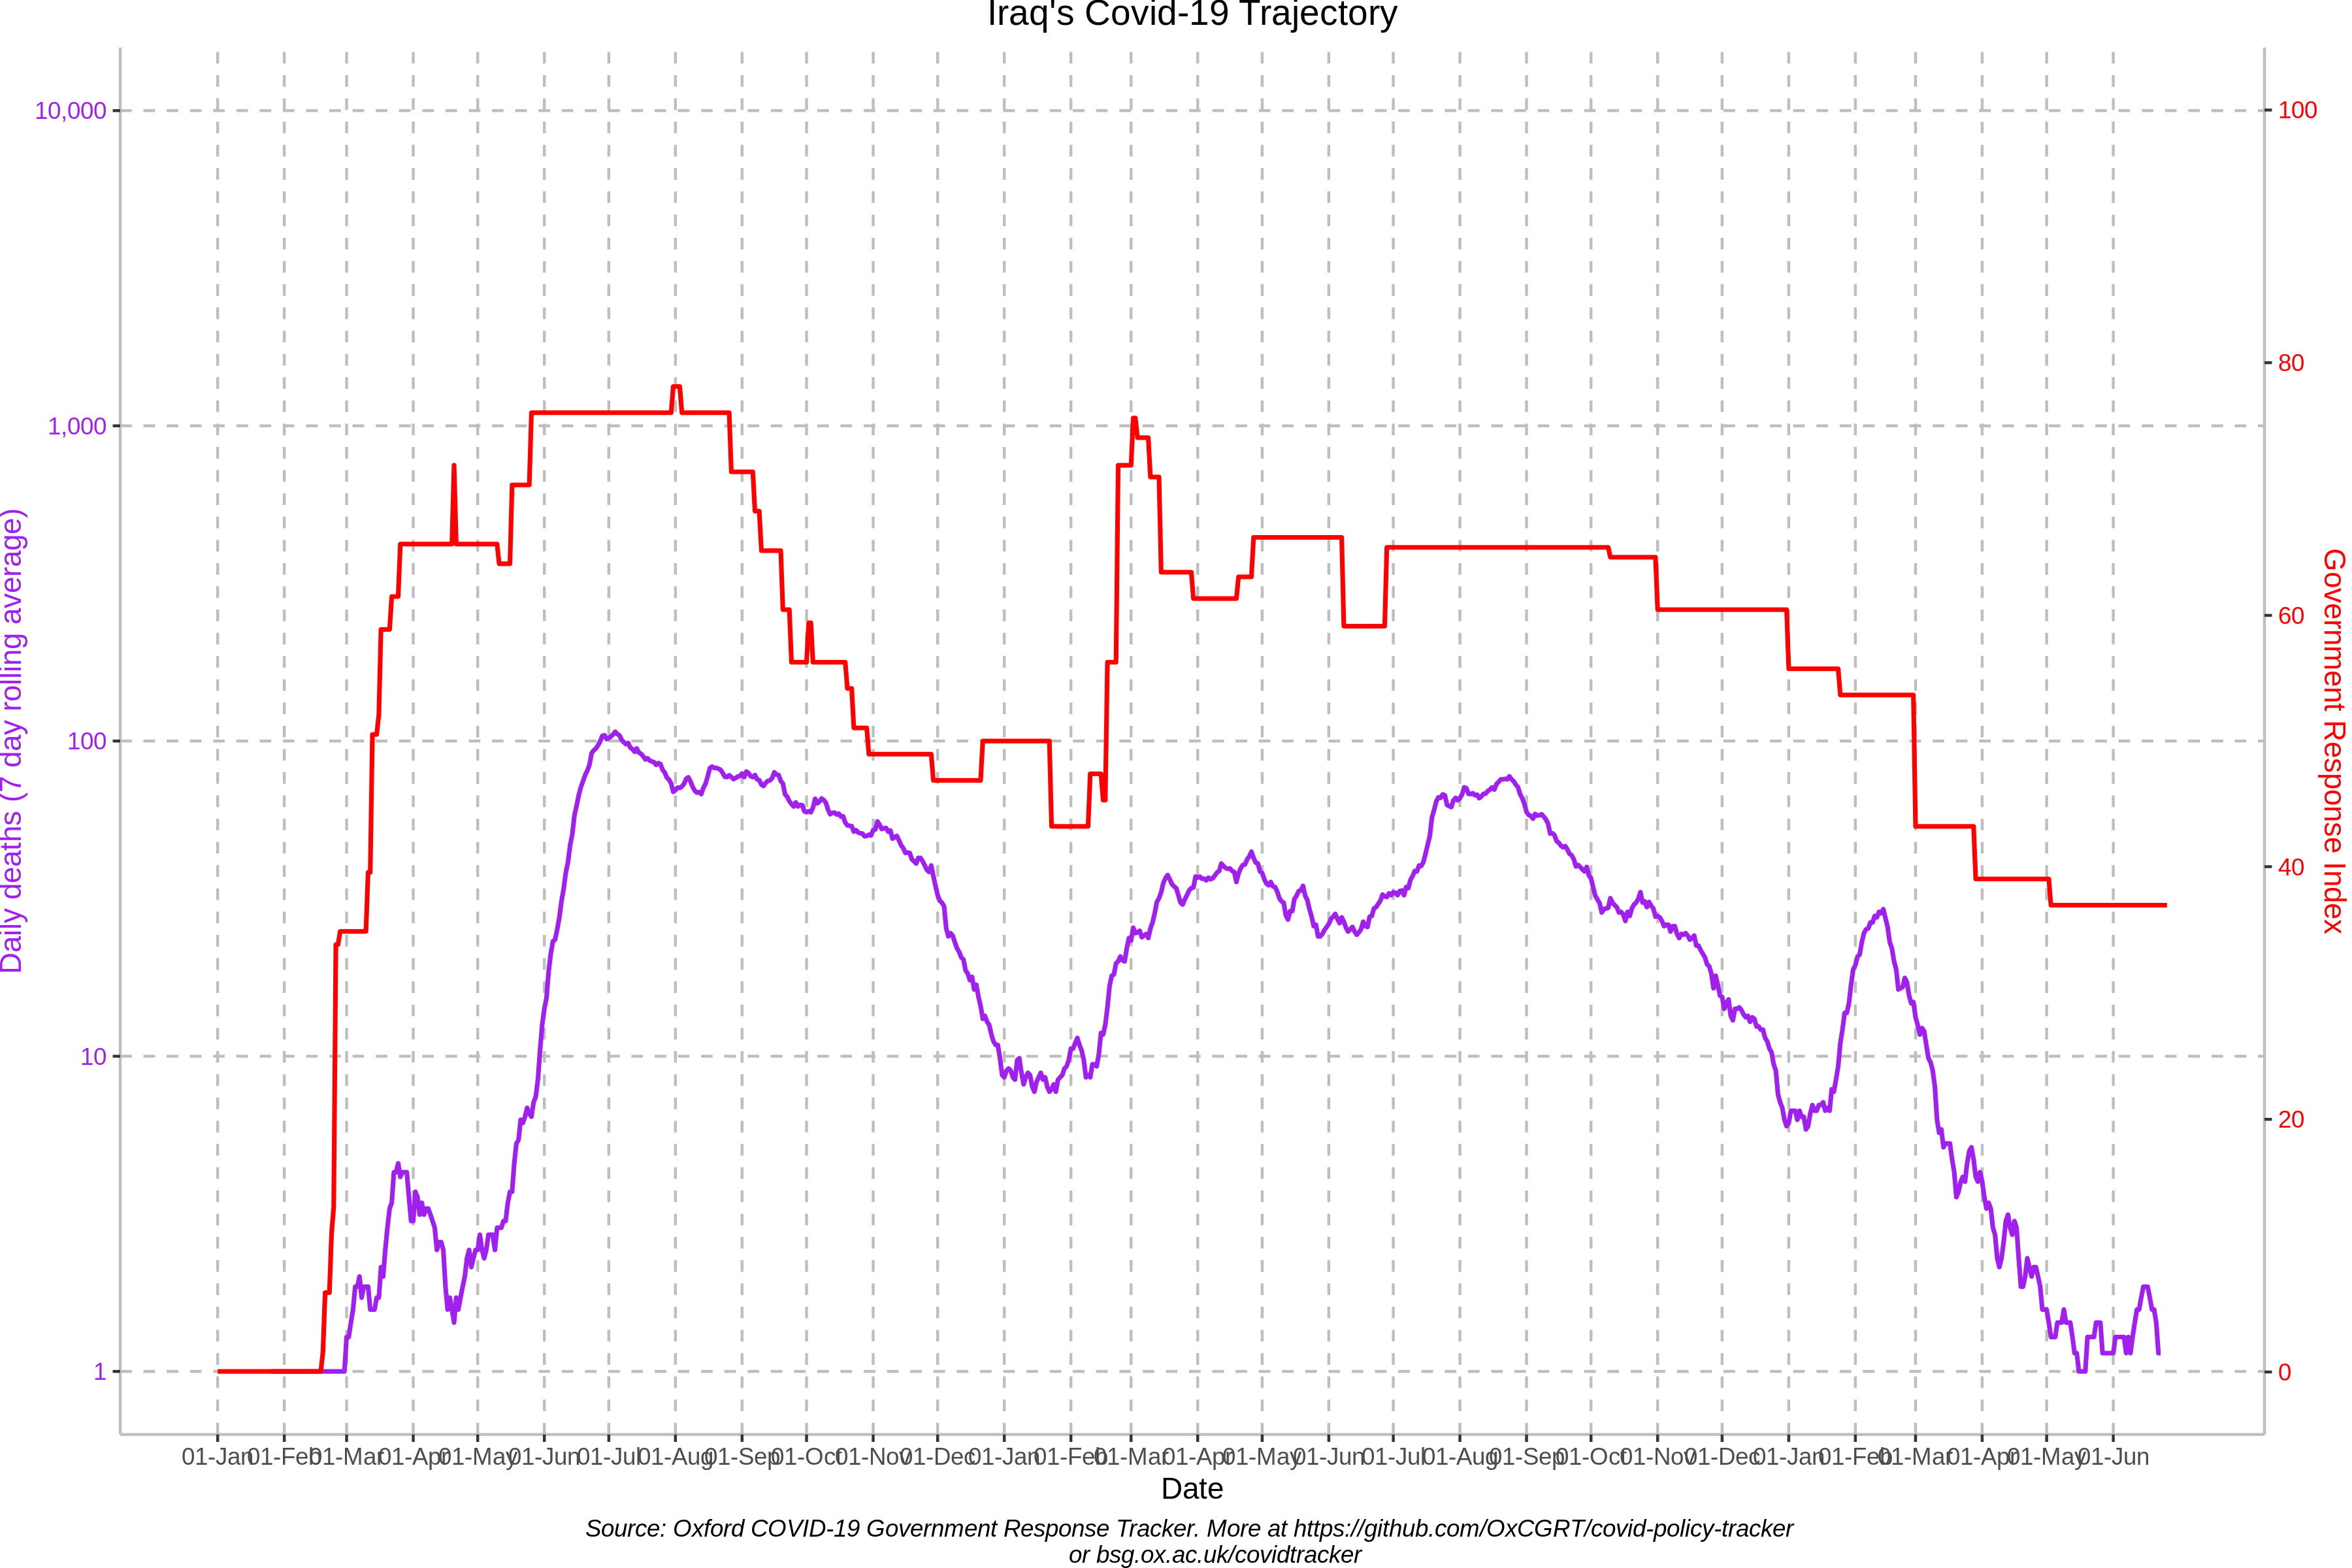 Iraq's Covid-19 Trajectory
10,000
1,000
100
10
1
Daily deaths (7 day rolling average)
100
80
60
40
20
0
Government Response Index
01-Jan 01-Feb 01-Mar 01-Apr 01-May 01-Jun 01-Jul 01-Aug 01-Sep 01-Oct 01-Nov 01-Dec 01-Jan 01-Feb 01-Mar 01-Apr 01-May 01-Jun 01-Jul 01-Aug 01-Sep 01-Oct 01-Nov 01-Dec 01-Jan 01-Feb 01-Mar 01-Apr 01-May 01-Jun
Date
Source: Oxford COVID-19 Government Response Tracker. More at https://github.com/OxCGRT/covid-policy-tracker
or bsg.ox.ac.uk/covidtracker